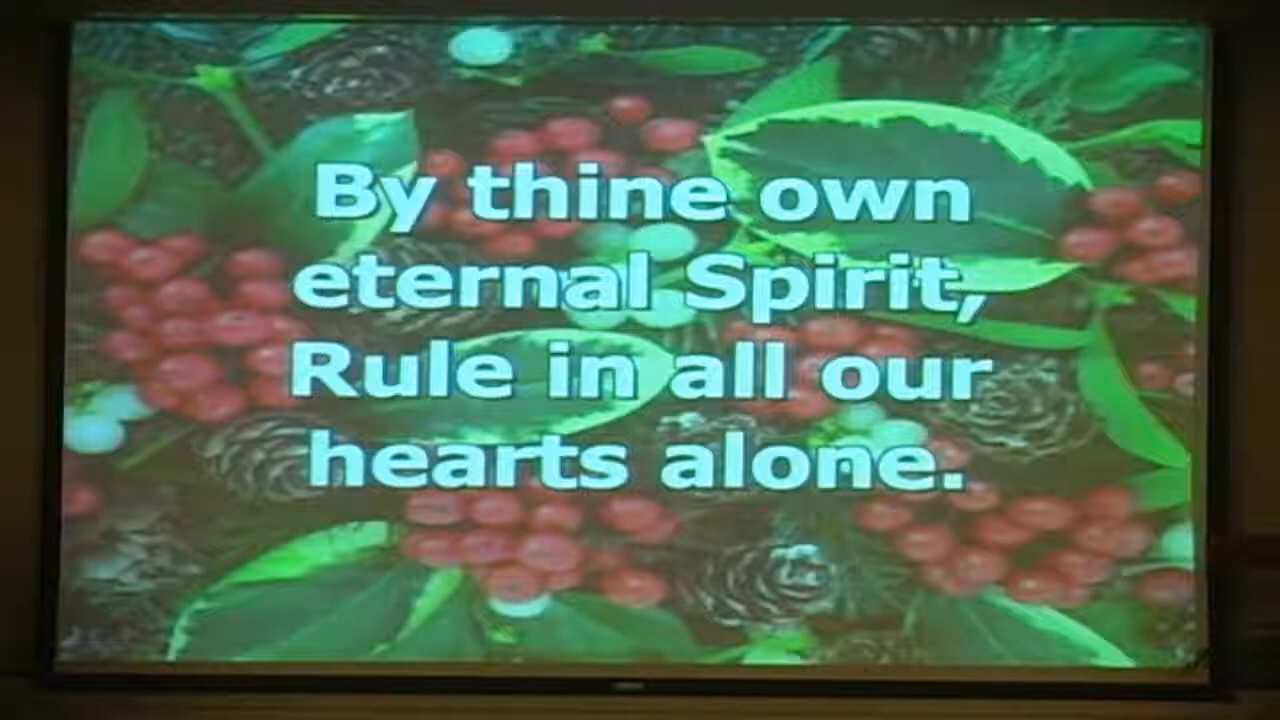 By thine own
eternal Spirit,
Rule in all our
hearts alone.